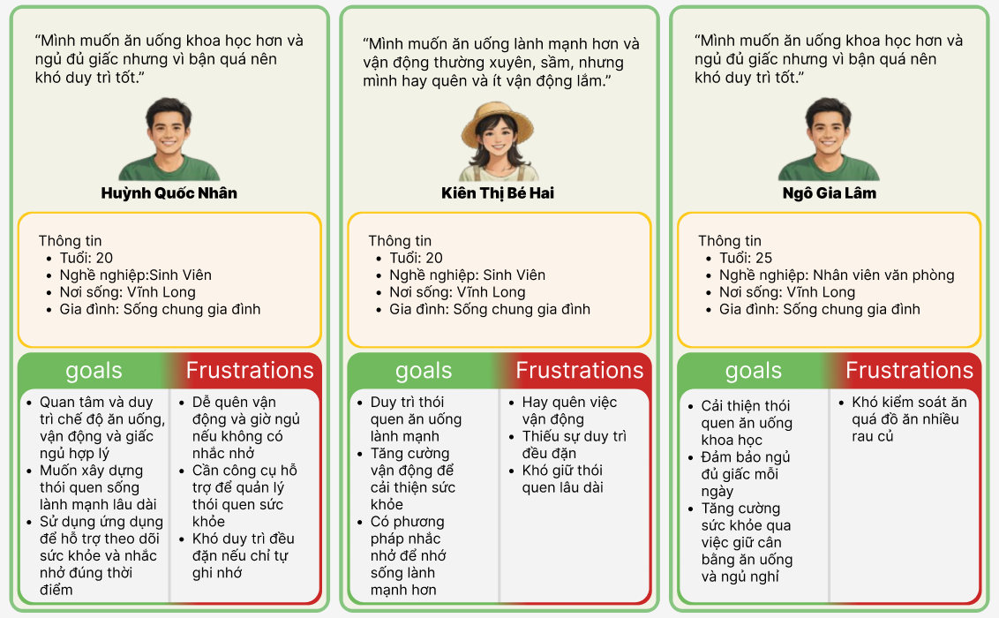 “Mình muốn ăn uống khoa học hơn và
ngủ đủ giấc nhưng vì bận quá nên
khó duy trì tốt.”
Huỳnh Quốc Nhân
Thông tin
• Tuổi: 20
• Nghề nghiệp:Sinh Viên
• Nơi sống: Vĩnh Long
• Gia đình: Sống chung gia đình
goals
• Quan tâm và duy
trì chế độ ăn uống,
vận động và giấc
ngủ hợp lý
• Muốn xây dựng
thói quen sống
lành mạnh lâu dài
• Sử dụng ứng dụng
để hỗ trợ theo dõi
sức khỏe và nhắc
nhở đúng thời
điểm
Frustrations
• Dễ quên vận
động và giờ ngủ
nếu không có
nhắc nhở
• Cần công cụ hỗ
trợ để quản lý
thói quen sức
khỏe
• Khó duy trì đều
đặn nếu chỉ tự
ghi nhớ
“Mình muốn ăn uống lành mạnh hơn và
vận động thường xuyên, sầm, nhưng
mình hay quên và ít vận động lắm.”
Kiên Thị Bé Hai
Thông tin
• Tuổi: 20
• Nghề nghiệp: Sinh Viên
• Nơi sống: Vĩnh Long
• Gia đình: Sống chung gia đình
goals
• Duy trì thói
quen ăn uống
lành mạnh
• Tăng cường
vận động để
cải thiện sức
khỏe
• Có phương
pháp nhắc
nhở để nhớ
sống lành
mạnh hơn
Frustrations
• Hay quên việc
vận động
• Thiếu sự duy trì
đều đặn
• Khó giữ thói
quen lâu dài
“Mình muốn ăn uống khoa học hơn và
ngủ đủ giấc nhưng vì bận quá nên
khó duy trì tốt.”
Ngô Gia Lâm
Thông tin
• Tuổi: 25
• Nghề nghiệp: Nhân viên văn phòng
• Nơi sống: Vĩnh Long
• Gia đình: Sống chung gia đình
goals
• Cải thiện thói
quen ăn uống
khoa học
• Đảm bảo ngủ
đủ giấc mỗi
ngày
• Tăng cường
sức khỏe qua
việc giữ cân
bằng ăn uống
và ngủ nghỉ
Frustrations
• Khó kiểm soát ăn
quá đồ ăn nhiều
rau củ